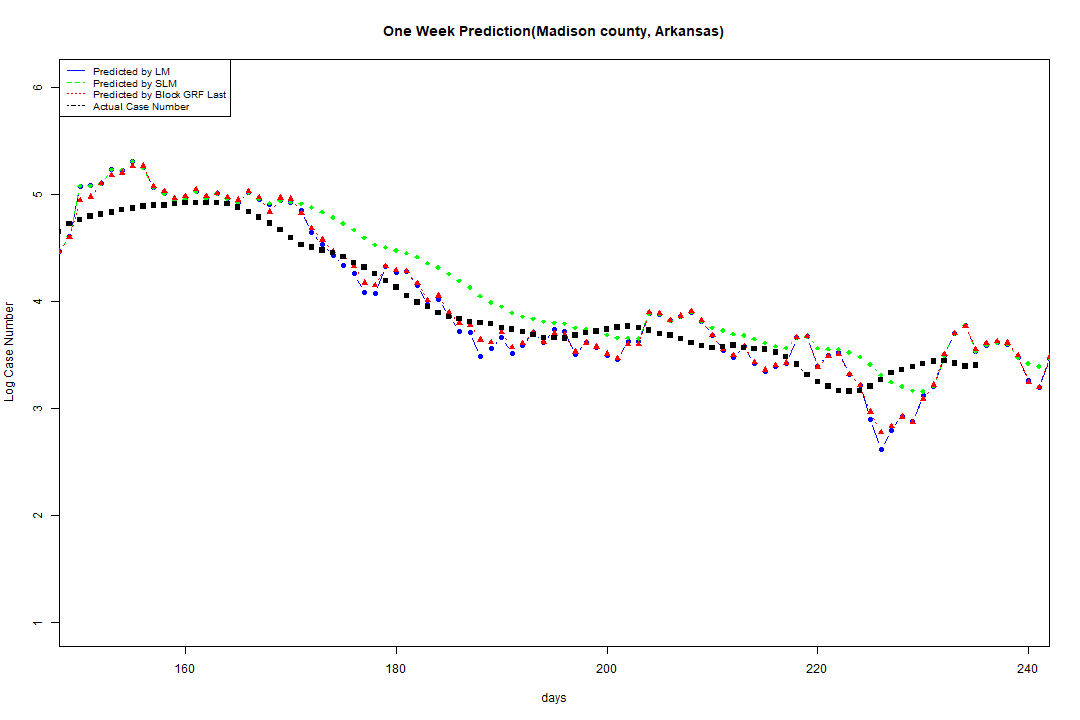 One Week Prediction(Madison county, Arkansas)
Predicted by LM
Predicted by SLM
Predicted by Block GRF Last
Actual Case Number
6
5
4
3
2
1
Log Case Number
160 180 200 220 240
days